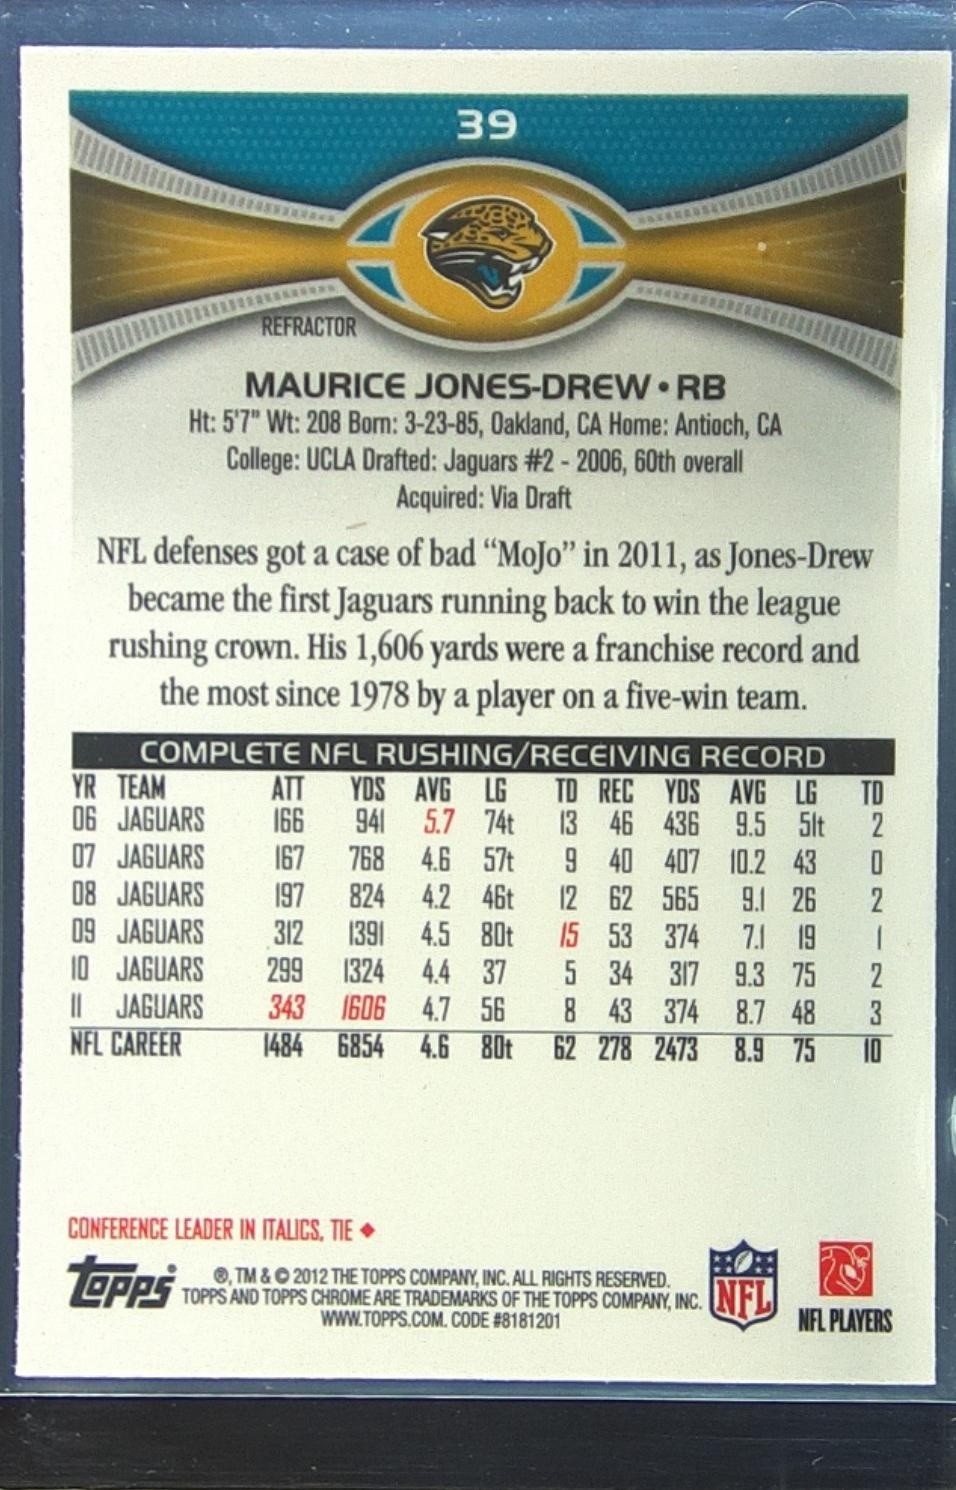 39
REFRACTOR
MAURICE JONES-DREW • RB
Ht: 5'7" Wt: 208 Born: 3-23-85, Oakland, CA Home: Antioch, CA
College: UCLA Drafted: Jaguars #2 - 2006, 60th overall
Acquired: Via Draft
NFL defenses got a case of bad “MoJo” in 2011, as Jones-Drew
became the first Jaguars running back to win the league
rushing crown. His 1,606 yards were a franchise record and
the most since 1978 by a player on a five-win team.
COMPLETE NFL RUSHING/RECEIVING RECORD
YR TEAM ATT YDS AVG LG TD REC YDS AVG LG TD
06 JAGUARS 166 941 5.7 74t 13 46 436 9.5 51t 2
07 JAGUARS 167 768 4.6 57t 9 40 407 10.2 43 0
08 JAGUARS 197 824 4.2 46t 12 62 565 9.1 26 2
09 JAGUARS 312 1391 4.5 80t 15 53 374 7.1 19 1
10 JAGUARS 299 1324 4.4 37 5 34 317 9.3 75 2
11 JAGUARS 343 1606 4.7 56 8 43 374 8.7 48 3
NFL CAREER 1484 6854 4.6 80t 62 278 2473 8.9 75 10
CONFERENCE LEADER IN ITALICS, TIE ♦
topps ®
®, TM & © 2012 THE TOPPS COMPANY, INC. ALL RIGHTS RESERVED.
TOPPS AND TOPPS CHROME ARE TRADEMARKS OF THE TOPPS COMPANY, INC.
WWW.TOPPS.COM. CODE #8181201
NFL
NFL PLAYERS